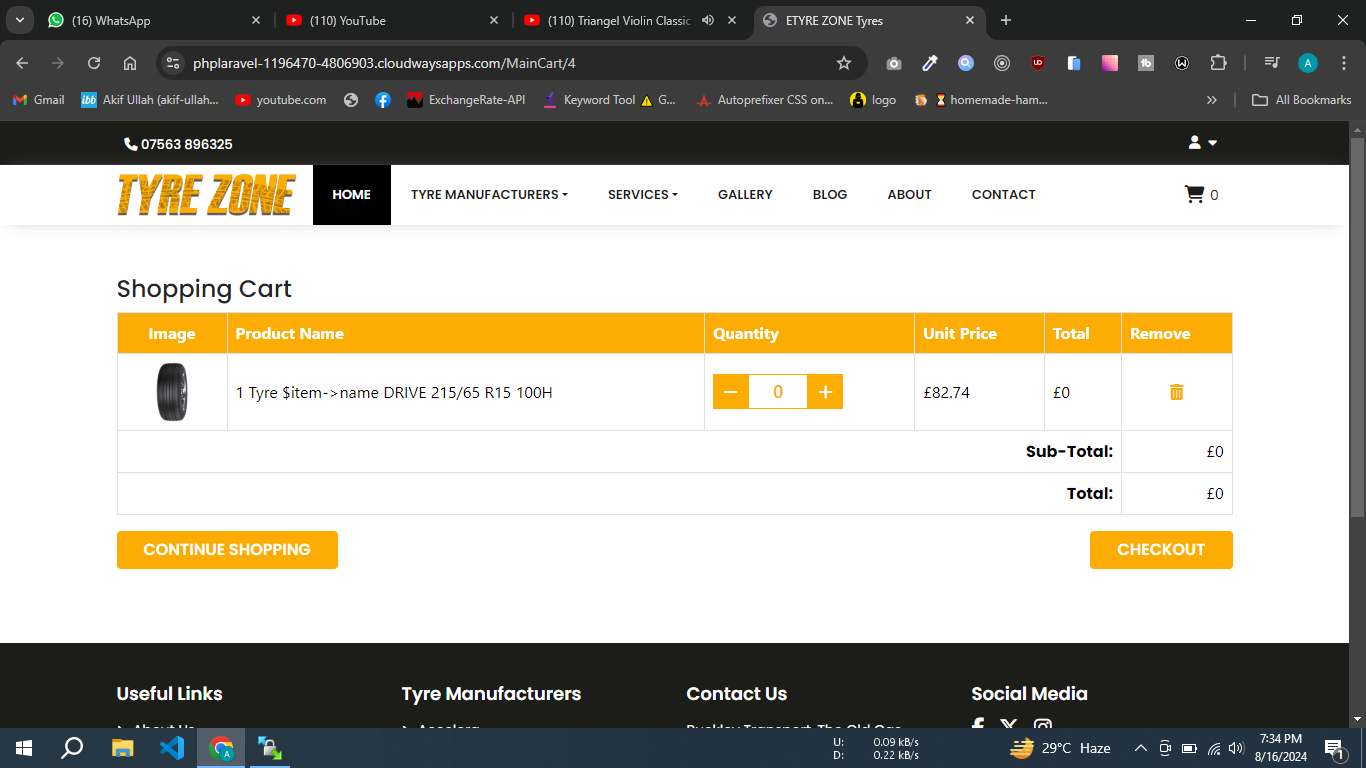 (16) WhatsApp
(110) YouTube
(110) Triangel Violin Classic
ETYRE ZONE Tyres
phplaravel-1196470-4806903.cloudwaysapps.com/MainCart/4
Gmail
Akif Ullah (akif-ullah...
youtube.com
ExchangeRate-API
Keyword Tool
G...
Autoprefixer CSS on...
logo
homemade-ham...
All Bookmarks
07563 896325
TYRE ZONE
HOME
TYRE MANUFACTURERS
SERVICES
GALLERY
BLOG
ABOUT
CONTACT
0
Shopping Cart
Image Product Name Quantity Unit Price Total Remove
1 Tyre $item->name DRIVE 215/65 R15 100H
0
£82.74
£0
Sub-Total: £0
Total: £0
CONTINUE SHOPPING
CHECKOUT
Useful Links
Tyre Manufacturers
Contact Us
Social Media
U: 0.09 kB/s
D: 0.22 kB/s
29°C Haze
7:34 PM
8/16/2024
1